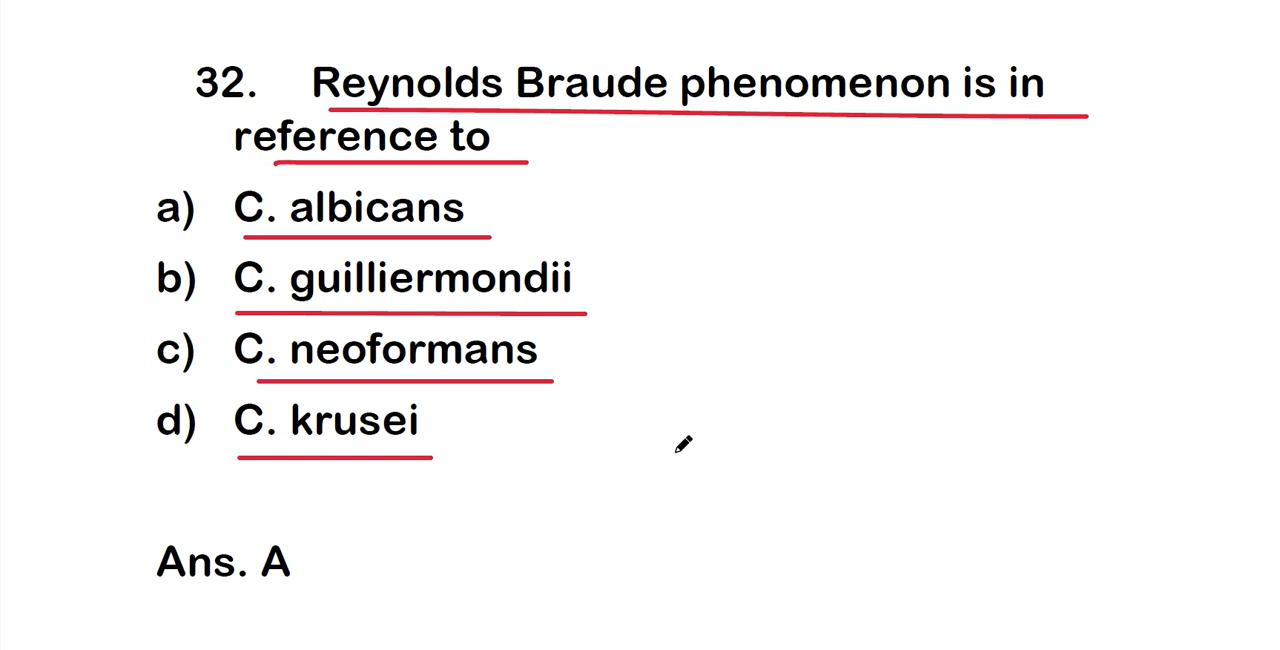 32. Reynolds Braude phenomenon is in
reference to
a) C. albicans
b) C. guilliermondii
c) C. neoformans
d) C. krusei
Ans. A